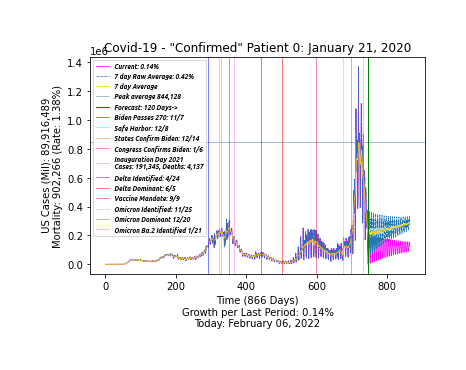 Covid-19 - "Confirmed" Patient 0: January 21, 2020
1e6
Current: 0.14%
7 day Raw Average: 0.42%
7 day Average
Peak average 844,128
Forecast: 120 Days->
Biden Passes 270: 11/7
Safe Harbor: 12/8
States Confirm Biden: 12/14
Congress Confirms Biden: 1/6
Inauguration Day 2021
Cases: 191,345, Deaths: 4,137
Delta Identified: 4/24
Delta Dominant: 6/5
Vaccine Mandate: 9/9
Omicron Identified: 11/25
Omicron Dominant: 12/20
Omicron Ba.2 Identified 1/21
US Cases (Mil): 89,916,489
Mortality: 902,266 (Rate: 1.38%)
1.4
1.2
1.0
0.8
0.6
0.4
0.2
0.0
0 200 400 600 800
Time (866 Days)
Growth per Last Period: 0.14%
Today: February 06, 2022